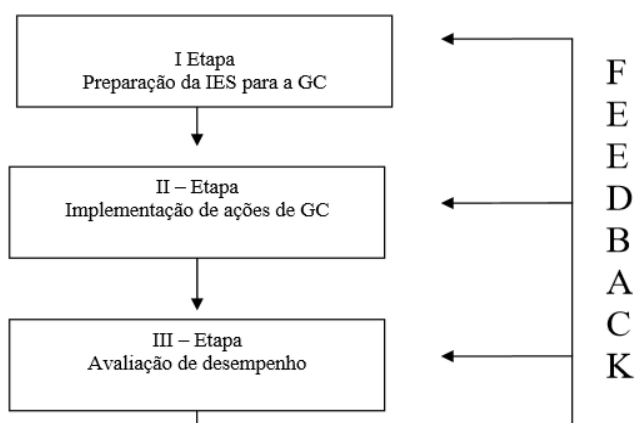 I Etapa
Preparação da IES para a GC
II – Etapa
Implementação de ações de GC
III – Etapa
Avaliação de desempenho
F
E
E
D
B
A
C
K